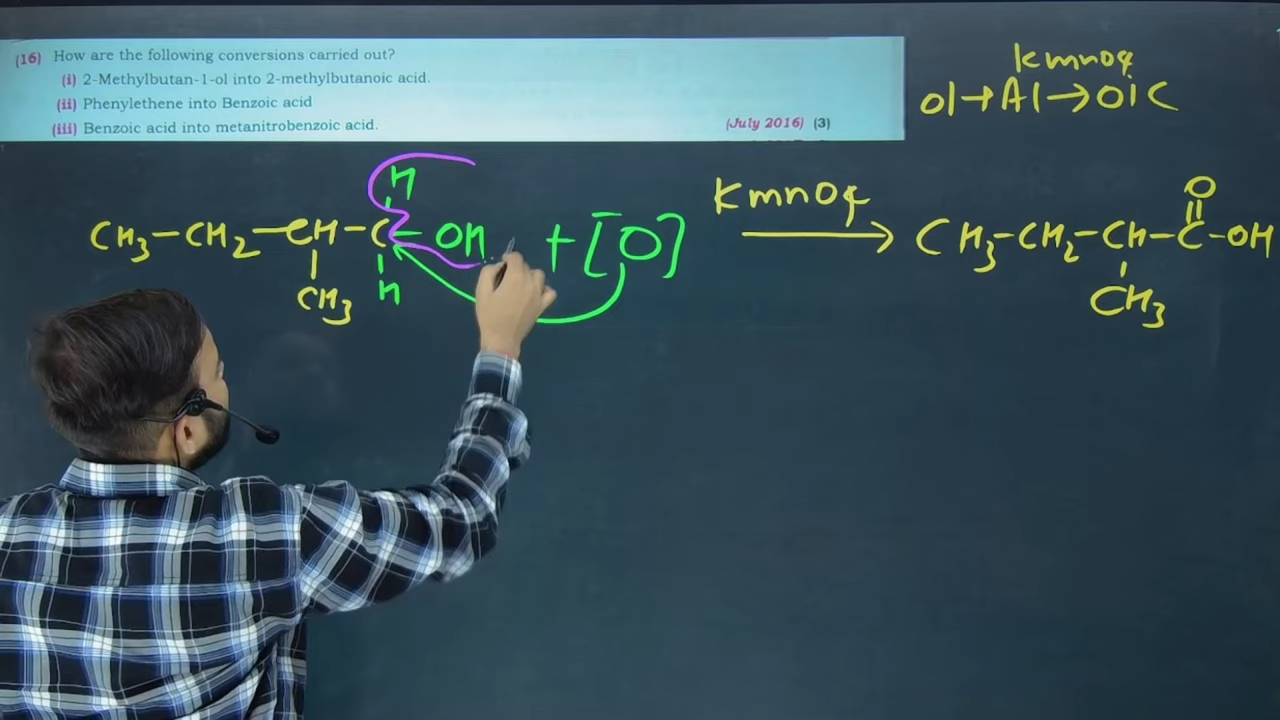 (16) How are the following conversions carried out?
(i) 2-Methylbutan-1-ol into 2-methylbutanoic acid.
(ii) Phenylethene into Benzoic acid
(iii) Benzoic acid into metanitrobenzoic acid.
(July 2016) (3)
kmno4
ol→Al→oic
H
CH3-CH2-CH-C-OH +[O]
CH3
H
KmnO4
→
O
CH3-CH2-CH-C-OH
CH3